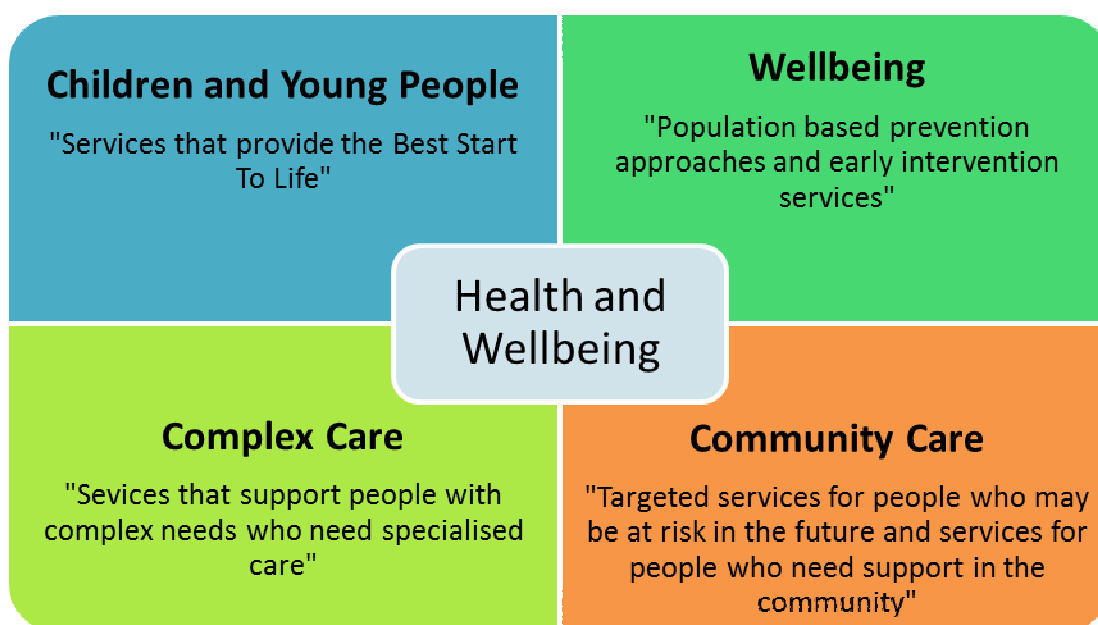 Children and Young People
"Services that provide the Best Start
To Life"
Wellbeing
"Population based prevention
approaches and early intervention
services"
Health and
Wellbeing
Complex Care
"Sevices that support people with
complex needs who need specialised
care"
Community Care
"Targeted services for people who may
be at risk in the future and services for
people who need support in the
community"